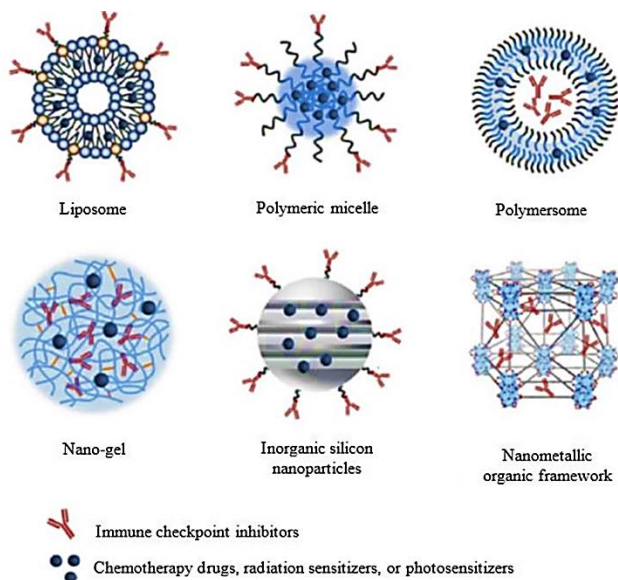 Liposome
Polymeric micelle
Polymersome
Nano-gel
Inorganic silicon
nanoparticles
Nanometallic
organic framework
Immune checkpoint inhibitors
Chemotherapy drugs, radiation sensitizers, or photosensitizers